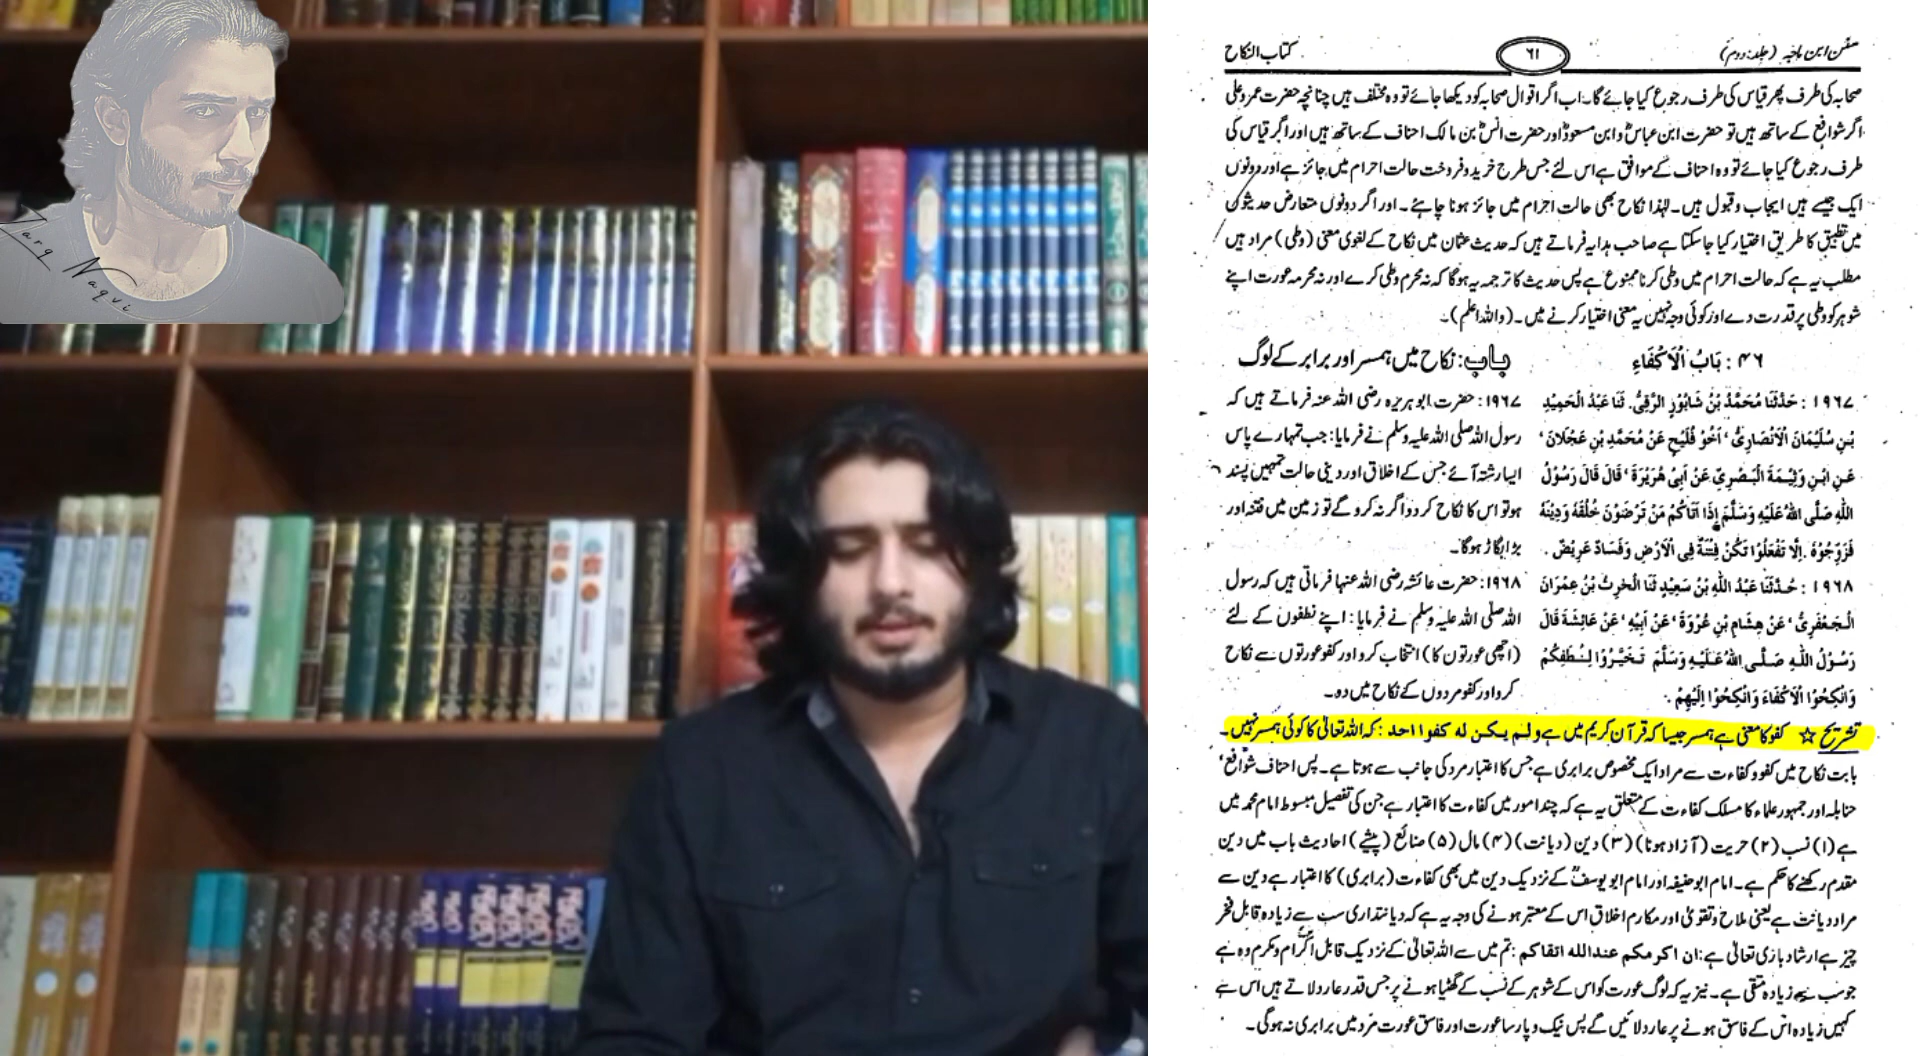 Zarq Naqvi
سنن ابن ماجہ (جلد: دوم) ٦١ کتاب النکاح
صحابہ کی طرف پھر قیاس کی طرف رجوع کیا جائے گا۔ اب اگر اقوال صحابہ کو دیکھا جائے تو وہ مختلف ہیں چنانچہ حضرت عمرؓ و علی
اگر شوافع کے ساتھ ہیں تو حضرت ابن عباسؓ و ابن مسعودؓ اور حضرت انسؓ بن مالک احناف کے ساتھ ہیں اور اگر قیاس کی
طرف رجوع کیا جائے تو وہ احناف کے موافق ہے اس لئے جس طرح خرید و فروخت حالت احرام میں جائز ہے اور دونوں
ایک جیسے ہیں ایجاب و قبول ہیں۔ لہٰذا نکاح بھی حالت احرام میں جائز ہونا چاہئے۔ اور اگر دونوں متعارض حدیثوں
میں تطبیق کا طریق اختیار کیا جا سکتا ہے صاحب ہدایہ فرماتے ہیں کہ حدیث عثمان میں نکاح کے لغوی معنی (وطی) مراد ہیں
مطلب یہ ہے کہ حالت احرام میں وطی کرنا ممنوع ہے پس حدیث کا ترجمہ یہ ہوگا کہ نہ محرم وطی کرے اور نہ محرمہ عورت اپنے
شوہر کو وطی پر قدرت دے اور کوئی وجہ نہیں یہ معنی اختیار کرنے میں۔ (واللہ اعلم)۔
٤٦ : بَابُ الْاَكْفَاءِ
١٩٦٧ : حَدَّثَنَا مُحَمَّدُ بْنُ شَابُوْرٍ الرَّقِّيُّ. ثَنَا عَبْدُ الْحَمِيْدِ
بْنِ سُلَيْمَانَ الْاَنْصَارِيُّ ' اَخُوْ فُلَيْحٍ عَنْ مُحَمَّدِ بْنِ عَجْلَانَ '
عَنِ ابْنِ وَثِيْمَةَ الْبَصْرِيِّ عَنْ اَبِيْ هُرَيْرَةَ ' قَالَ قَالَ رَسُوْلُ
اللّٰهِ صَلَّى اللّٰهُ عَلَيْهِ وَسَلَّمَ اِذَا اَتَاكُمْ مَنْ تَرْضَوْنَ خُلُقَهُ وَدِيْنَهُ
فَزَوِّجُوْهُ . اِلَّا تَفْعَلُوْا تَكُنْ فِتْنَةٌ فِي الْاَرْضِ وَفَسَادٌ عَرِيْضٌ .
١٩٦٨ : حَدَّثَنَا عَبْدُ اللّٰهِ بْنُ سَعِيْدٍ ثَنَا الْحٰرِثُ بْنُ عِمْرَانَ
الْجَعْفَرِيُّ ' عَنْ هِشَامِ بْنِ عُرْوَةَ ' عَنْ اَبِيْهِ ' عَنْ عَائِشَةَ قَالَ
رَسُوْلُ اللّٰهِ صَلَّى اللّٰهُ عَلَيْهِ وَسَلَّمَ تَخَيَّرُوْا لِنُطَفِكُمْ
وَانْكِحُوْا الْاَكْفَاءَ وَانْكِحُوْا اِلَيْهِمْ .
باب: نکاح میں ہمسر اور برابر کے لوگ
١٩٦٧: حضرت ابو ہریرہ رضی اللہ عنہ فرماتے ہیں کہ
رسول اللہ صلی اللہ علیہ وسلم نے فرمایا: جب تمہارے پاس
ایسا رشتہ آئے جس کے اخلاق اور دینی حالت تمہیں پسند
ہو تو اس کا نکاح کر دو اگر نہ کرو گے تو زمین میں فتنہ اور
بڑا بگاڑ ہوگا۔
١٩٦٨: حضرت عائشہ رضی اللہ عنہا فرماتی ہیں کہ رسول
اللہ صلی اللہ علیہ وسلم نے فرمایا: اپنے نطفوں کے لئے
(اچھی عورتوں کا) انتخاب کرو اور کفو عورتوں سے نکاح
کرو اور کفو مردوں کے نکاح میں دو۔
تشریح ☆ کفو کا معنی ہے ہمسر جیسا کہ قرآن کریم میں ہے ولم یکن لہ کفوا احد : کہ اللہ تعالیٰ کا کوئی ہمسر نہیں۔
بابت نکاح میں کفو و کفاءت سے مراد ایک مخصوص برابری ہے جس کا اعتبار مرد کی جانب سے ہوتا ہے۔ پس احناف شوافع'
حنابلہ اور جمہور علماء کا مسلک کفاءت کے متعلق یہ ہے کہ چند امور میں کفاءت کا اعتبار ہے جن کی تفصیل مبسوط امام محمد میں
ہے (١) نسب (٢) حریت (آزاد ہونا) (٣) دین (دیانت) (٤) مال (٥) صنائع (پیشے) احادیث باب میں دین
مقدم رکھنے کا حکم ہے۔ امام ابو حنیفہ اور امام ابو یوسفؒ کے نزدیک دین میں بھی کفاءت (برابری) کا اعتبار ہے دین سے
مراد دیانت ہے یعنی صلاح و تقویٰ اور مکارم اخلاق اس کے معتبر ہونے کی وجہ یہ ہے کہ دیانتداری سب سے زیادہ قابل فخر
چیز ہے ارشاد باری تعالیٰ ہے: ان اکرمکم عند اللہ اتقاکم : تم میں سے اللہ تعالیٰ کے نزدیک قابل اکرام و مکرم وہ ہے
جو سب سے زیادہ متقی ہے۔ نیز یہ کہ لوگ عورت کو اس کے شوہر کے نسب کے گھٹیا ہونے پر جس قدر عار دلاتے ہیں اس سے
کہیں زیادہ اس کے فاسق ہونے پر عار دلائیں گے پس نیک و پارسا عورت اور فاسق عورت مرد میں برابری نہ ہوگی۔